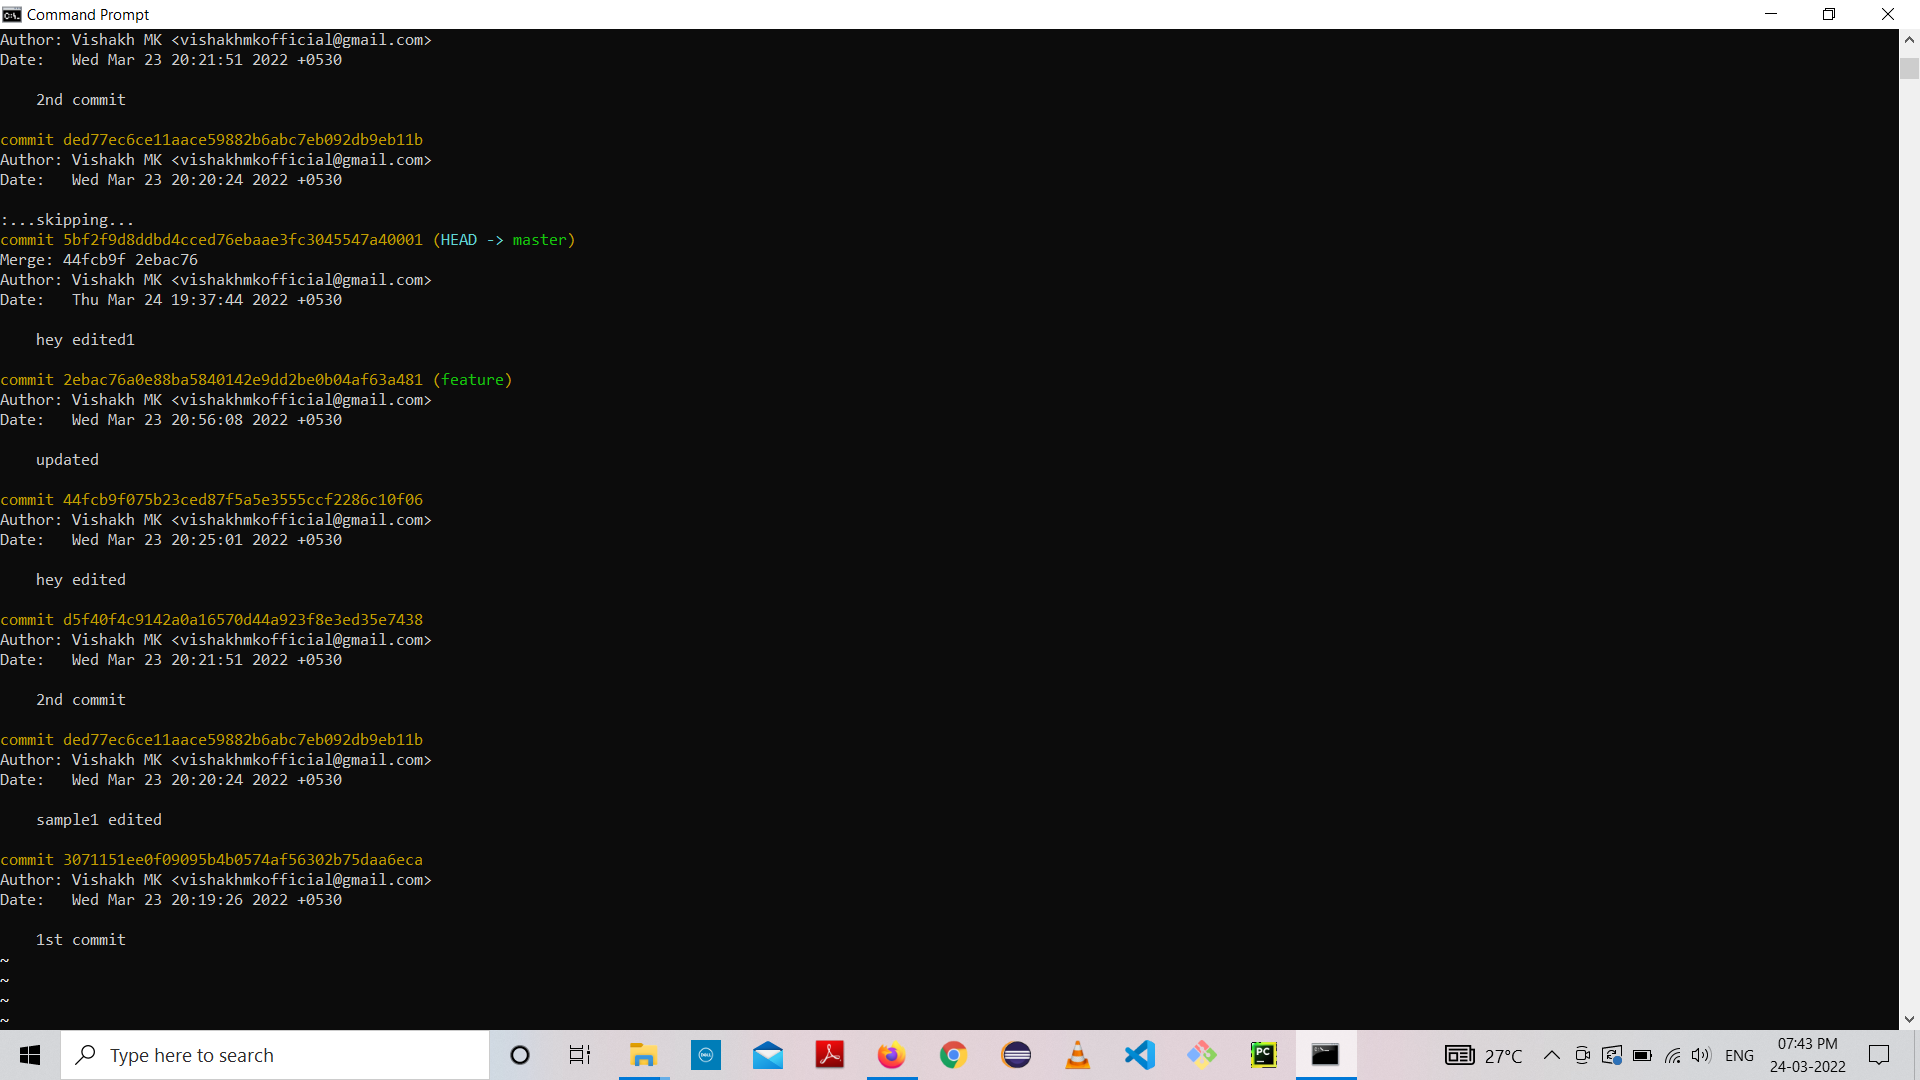 Command Prompt
Author: Vishakh MK <vishakhmkofficial@gmail.com>
Date:   Wed Mar 23 20:21:51 2022 +0530
2nd commit
commit ded77ec6ce11aace59882b6abc7eb092db9eb11b
Author: Vishakh MK <vishakhmkofficial@gmail.com>
Date:   Wed Mar 23 20:20:24 2022 +0530
:...skipping...
commit 5bf2f9d8ddbd4cced76ebaae3fc3045547a40001 (HEAD -> master)
Merge: 44fcb9f 2ebac76
Author: Vishakh MK <vishakhmkofficial@gmail.com>
Date:   Thu Mar 24 19:37:44 2022 +0530
hey edited1
commit 2ebac76a0e88ba5840142e9dd2be0b04af63a481 (feature)
Author: Vishakh MK <vishakhmkofficial@gmail.com>
Date:   Wed Mar 23 20:56:08 2022 +0530
updated
commit 44fcb9f075b23ced87f5a5e3555ccf2286c10f06
Author: Vishakh MK <vishakhmkofficial@gmail.com>
Date:   Wed Mar 23 20:25:01 2022 +0530
hey edited
commit d5f40f4c9142a0a16570d44a923f8e3ed35e7438
Author: Vishakh MK <vishakhmkofficial@gmail.com>
Date:   Wed Mar 23 20:21:51 2022 +0530
2nd commit
commit ded77ec6ce11aace59882b6abc7eb092db9eb11b
Author: Vishakh MK <vishakhmkofficial@gmail.com>
Date:   Wed Mar 23 20:20:24 2022 +0530
sample1 edited
commit 3071151ee0f09095b4b0574af56302b75daa6eca
Author: Vishakh MK <vishakhmkofficial@gmail.com>
Date:   Wed Mar 23 20:19:26 2022 +0530
1st commit
~
~
~
~
Type here to search
DELL
PC
27°C
ENG
07:43 PM
24-03-2022